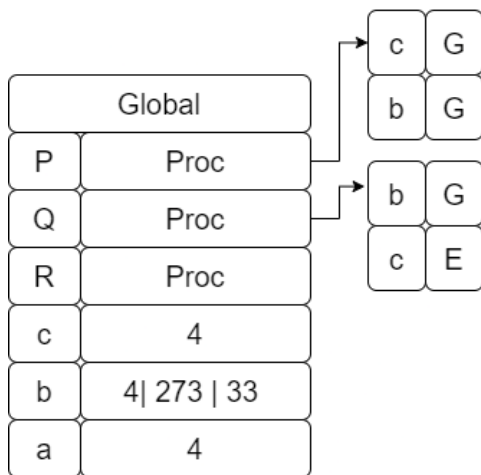 Global
P Proc
Q Proc
R Proc
c 4
b 4| 273 | 33
a 4
c G
b G
b G
c E